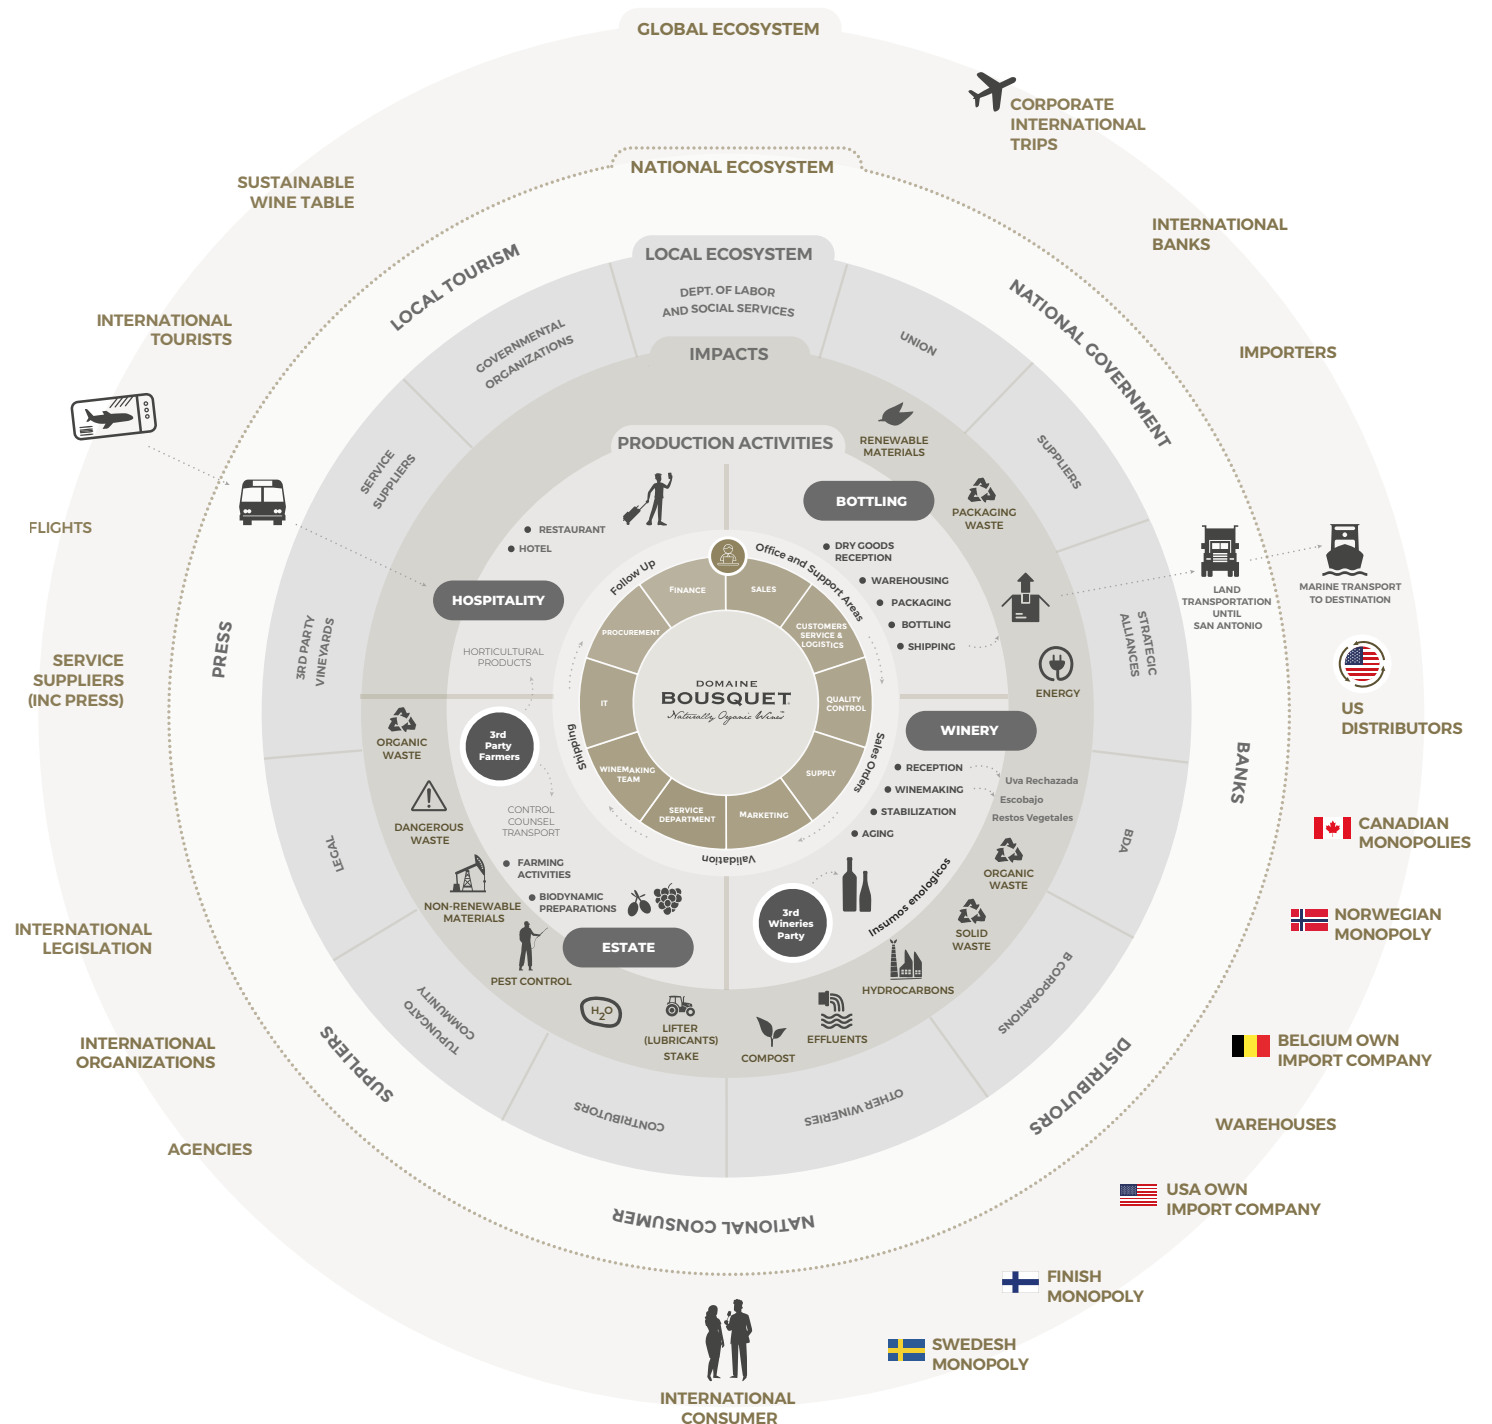 GLOBAL ECOSYSTEM
CORPORATE
INTERNATIONAL
TRIPS
NATIONAL ECOSYSTEM
SUSTAINABLE
WINE TABLE
INTERNATIONAL
BANKS
LOCAL TOURISM
LOCAL ECOSYSTEM
NATIONAL GOVERNMENT
DEPT. OF LABOR
AND SOCIAL SERVICES
INTERNATIONAL
TOURISTS
GOVERNMENTAL
ORGANIZATIONS
UNION
IMPORTERS
IMPACTS
RENEWABLE
MATERIALS
PRODUCTION ACTIVITIES
SERVICE
SUPPLIERS
SUPPLIERS
BOTTLING
PACKAGING
WASTE
FLIGHTS
RESTAURANT
HOTEL
DRY GOODS
RECEPTION
WAREHOUSING
PACKAGING
BOTTLING
SHIPPING
Follow Up
Office and Support Areas
HOSPITALITY
FINANCE
SALES
PROCUREMENT
CUSTOMERS
SERVICE &
LOGISTICS
LAND
TRANSPORTATION
UNTIL
SAN ANTONIO
MARINE TRANSPORT
TO DESTINATION
PRESS
3RD PARTY
VINEYARDS
STRATEGIC
ALLIANCES
HORTICULTURAL
PRODUCTS
SERVICE
SUPPLIERS
(INC PRESS)
ENERGY
DOMAINE
BOUSQUET
Naturally Organic Wines
IT
QUALITY
CONTROL
US
DISTRIBUTORS
WINERY
3rd
Party
Farmers
ORGANIC
WASTE
Shipping
Sales Orders
BANKS
RECEPTION
WINEMAKING
STABILIZATION
AGING
Uva Rechazada
Escobajo
Restos Vegetales
WINEMAKING
TEAM
SUPPLY
SERVICE
DEPARTMENT
MARKETING
Validation
CONTROL
COUNSEL
TRANSPORT
DANGEROUS
WASTE
LEGAL
BDA
CANADIAN
MONOPOLIES
FARMING
ACTIVITIES
BIODYNAMIC
PREPARATIONS
Insumos enologicos
ORGANIC
WASTE
NON-RENEWABLE
MATERIALS
3rd
Wineries
Party
SOLID
WASTE
NORWEGIAN
MONOPOLY
INTERNATIONAL
LEGISLATION
ESTATE
PEST CONTROL
HYDROCARBONS
B CORPORATIONS
H2O
LIFTER
(LUBRICANTS)
STAKE
COMPOST
EFFLUENTS
TUPUNGATO
COMMUNITY
SUPPLIERS
INTERNATIONAL
ORGANIZATIONS
BELGIUM OWN
IMPORT COMPANY
DISTRIBUTORS
CONTRIBUTORS
OTHER WINERIES
WAREHOUSES
AGENCIES
USA OWN
IMPORT COMPANY
NATIONAL CONSUMER
FINISH
MONOPOLY
SWEDESH
MONOPOLY
INTERNATIONAL
CONSUMER